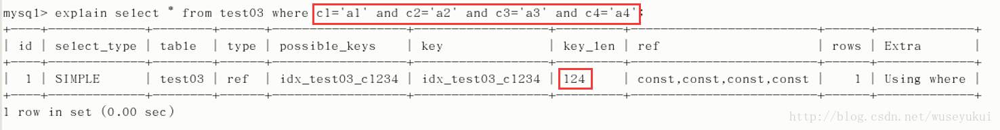 mysql> explain select * from test03 where c1='a1' and c2='a2' and c3='a3' and c4='a4';
+----+-------------+--------+------+------------------+------------------+---------+-------------------------+------+-------------+
| id | select_type | table | type | possible_keys | key | key_len | ref | rows | Extra |
+----+-------------+--------+------+------------------+------------------+---------+-------------------------+------+-------------+
| 1 | SIMPLE | test03 | ref | idx_test03_c1234 | idx_test03_c1234 | 124 | const,const,const,const | 1 | Using where |
+----+-------------+--------+------+------------------+------------------+---------+-------------------------+------+-------------+
1 row in set (0.00 sec)
http://blog.csdn.net/wuseyukui